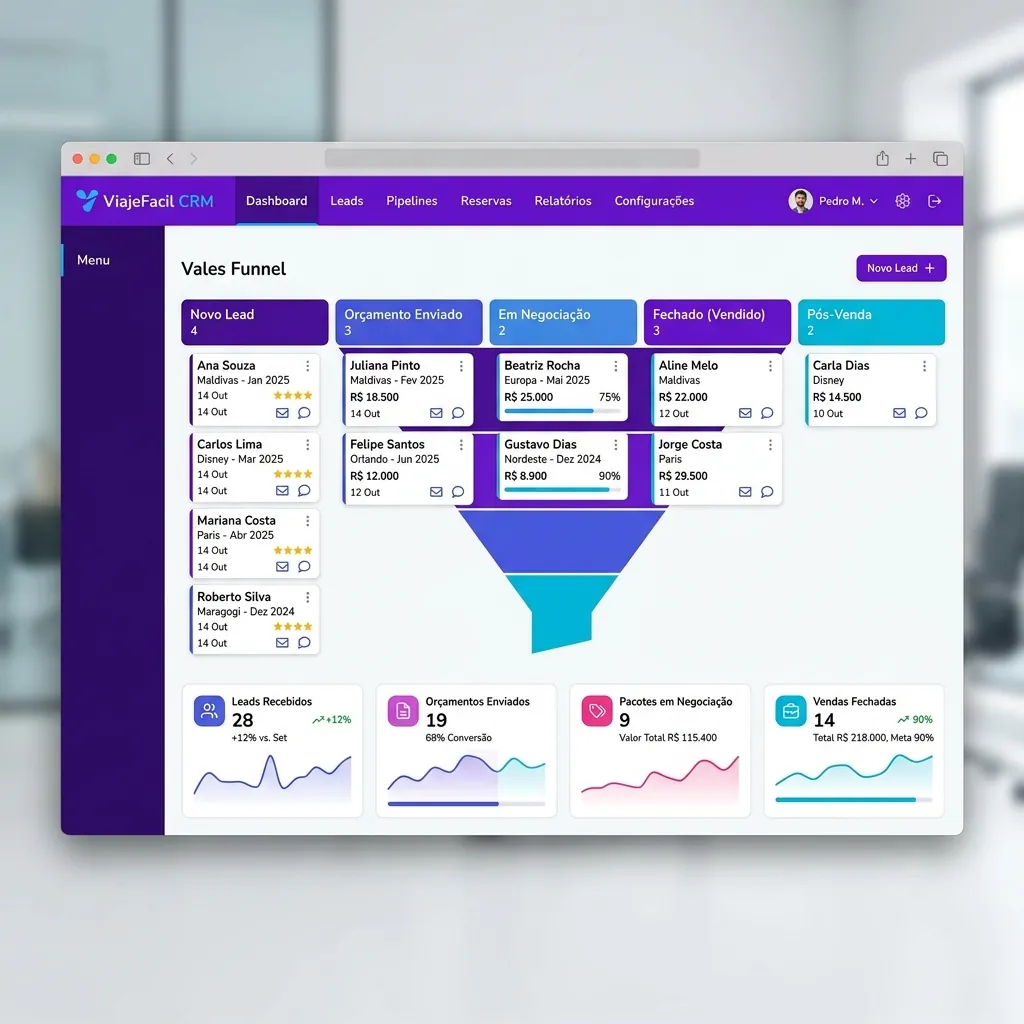 ViajeFacil CRM
Dashboard
Leads
Pipelines
Reservas
Relatórios
Configurações
Pedro M.
Menu
Vales Funnel
Novo Lead +
Novo Lead
4
Orçamento Enviado
3
Em Negociação
2
Fechado (Vendido)
3
Pós-Venda
2
Ana Souza
Maldivas - Jan 2025
14 Out
14 Out
Carlos Lima
Disney - Mar 2025
14 Out
14 Out
Mariana Costa
Paris - Abr 2025
14 Out
14 Out
Roberto Silva
Maragogi - Dez 2024
14 Out
14 Out
Juliana Pinto
Maldivas - Fev 2025
R$ 18.500
14 Out
Felipe Santos
Orlando - Jun 2025
R$ 12.000
12 Out
Beatriz Rocha
Europa - Mai 2025
R$ 25.000 75%
Gustavo Dias
Nordeste - Dez 2024
R$ 8.900 90%
Aline Melo
Maldivas
R$ 22.000
12 Out
Jorge Costa
Paris
R$ 29.500
11 Out
Carla Dias
Disney
R$ 14.500
10 Out
Leads Recebidos
28 +12%
+12% vs. Set
Orçamentos Enviados
19
68% Conversão
Pacotes em Negociação
9
Valor Total R$ 115.400
Vendas Fechadas
14 90%
Total R$ 218.000, Meta 90%